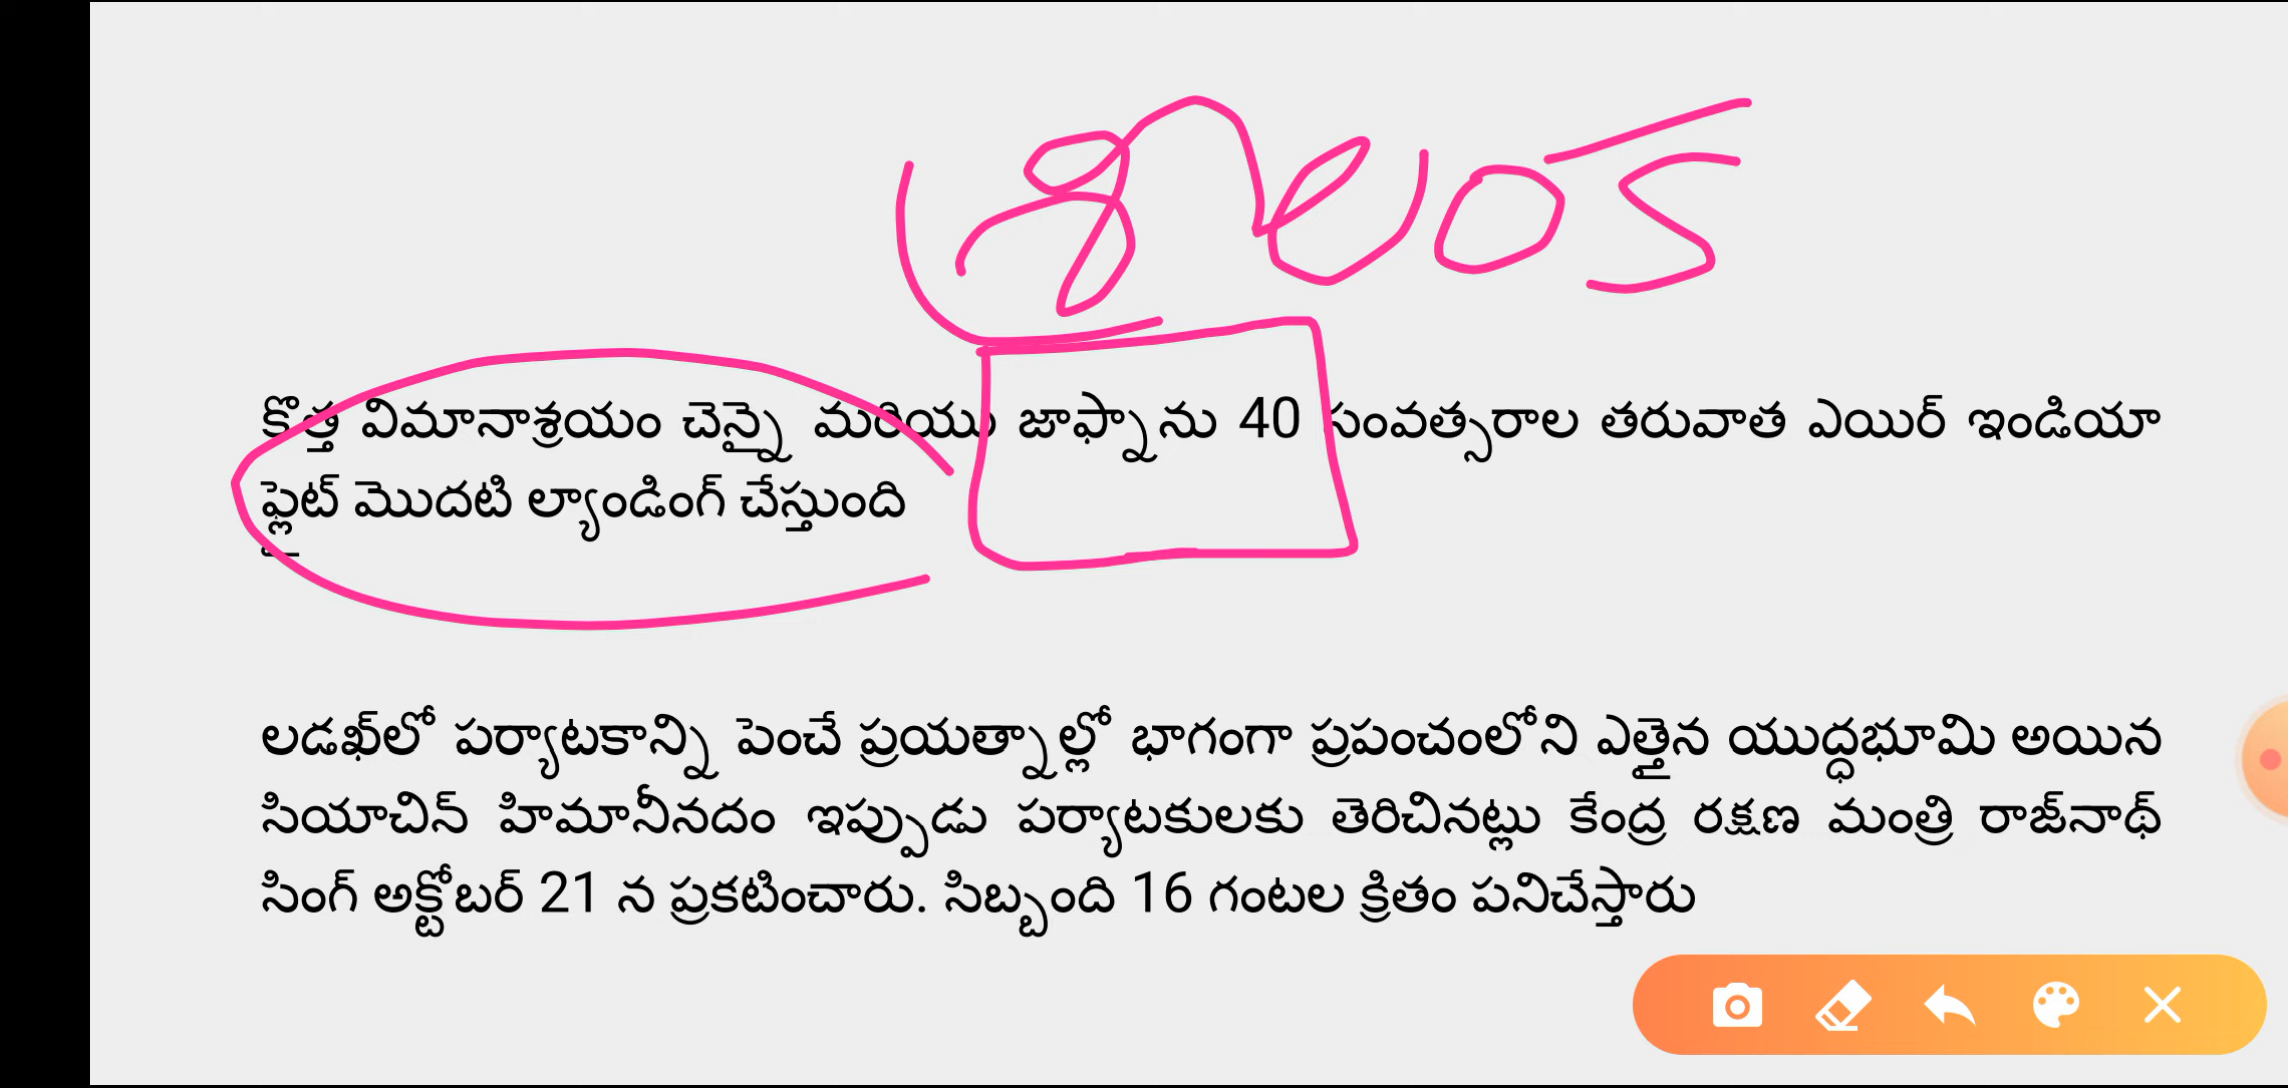 శ్రీలంక
కొత్త విమానాశ్రయం చెన్నై మరియు జాఫ్నాను 40 సంవత్సరాల తరువాత ఎయిర్ ఇండియా
ఫ్లైట్ మొదటి ల్యాండింగ్ చేస్తుంది
లడఖ్‌లో పర్యాటకాన్ని పెంచే ప్రయత్నాల్లో భాగంగా ప్రపంచంలోని ఎత్తైన యుద్ధభూమి అయిన
సియాచిన్ హిమానీనదం ఇప్పుడు పర్యాటకులకు తెరిచినట్లు కేంద్ర రక్షణ మంత్రి రాజ్‌నాథ్
సింగ్ అక్టోబర్ 21 న ప్రకటించారు. సిబ్బంది 16 గంటల క్రితం పనిచేస్తారు